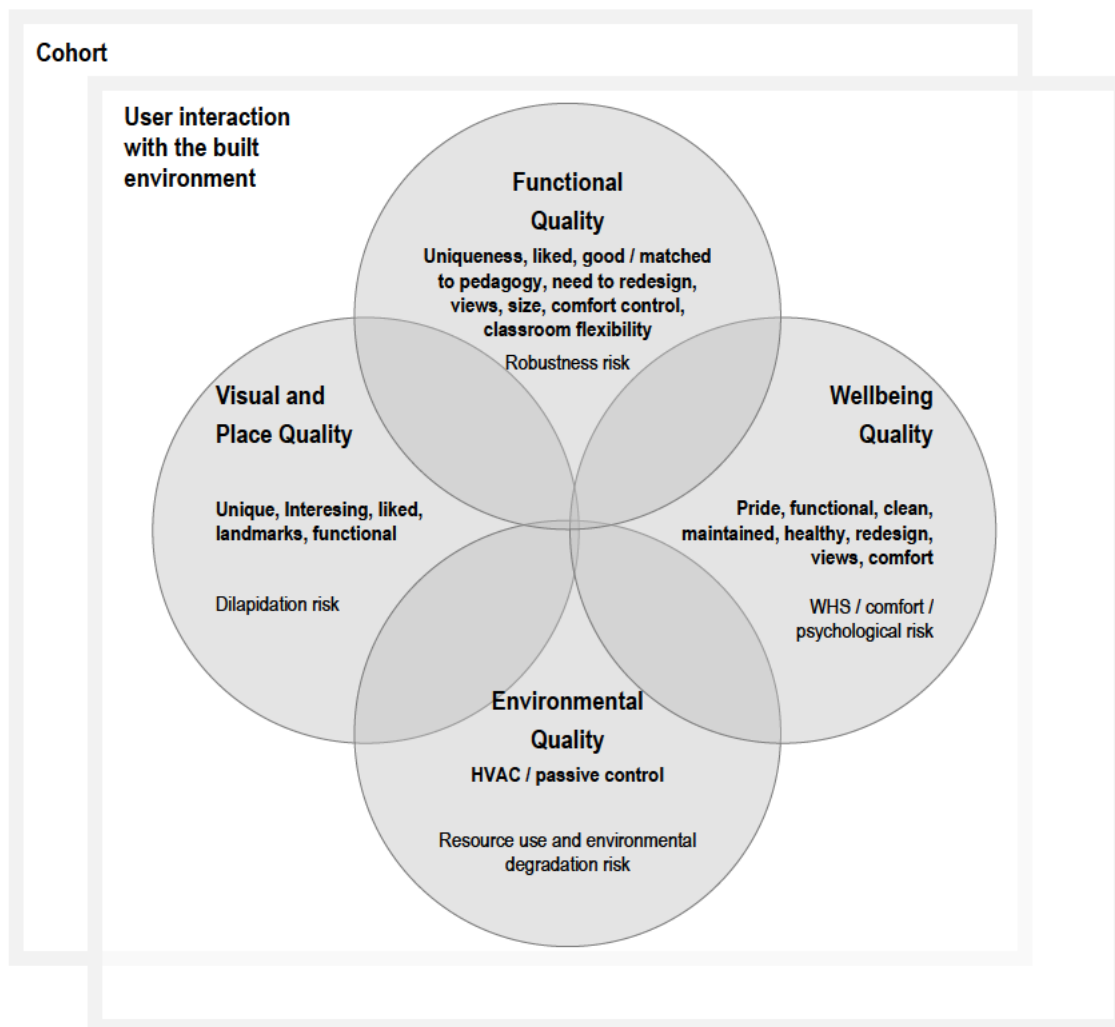 Cohort
User interaction
with the built
environment
Functional
Quality
Uniqueness, liked, good / matched
to pedagogy, need to redesign,
views, size, comfort control,
classroom flexibility
Robustness risk
Visual and
Place Quality
Unique, Interesing, liked,
landmarks, functional
Dilapidation risk
Wellbeing
Quality
Pride, functional, clean,
maintained, healthy, redesign,
views, comfort
WHS / comfort /
psychological risk
Environmental
Quality
HVAC / passive control
Resource use and environmental
degradation risk